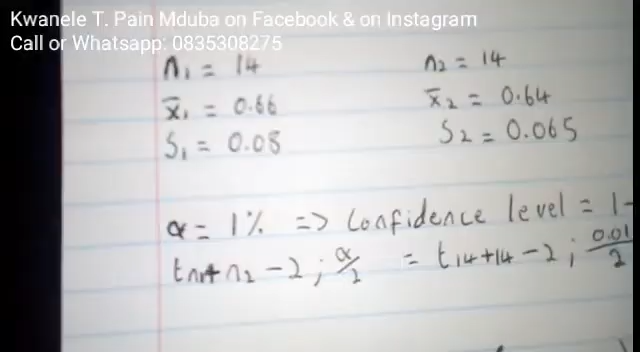 Kwanele T. Pain Mduba on Facebook & on Instagram
Call or Whatsapp: 0835308275
n₁ = 14 n₂ = 14
x̄₁ = 0.66 x̄₂ = 0.64
S₁ = 0.08 S₂ = 0.065
α = 1% => Confidence level = 1-
tn₁+n₂ -2 ; α/2 = t14+14 -2 ; 0.01/2